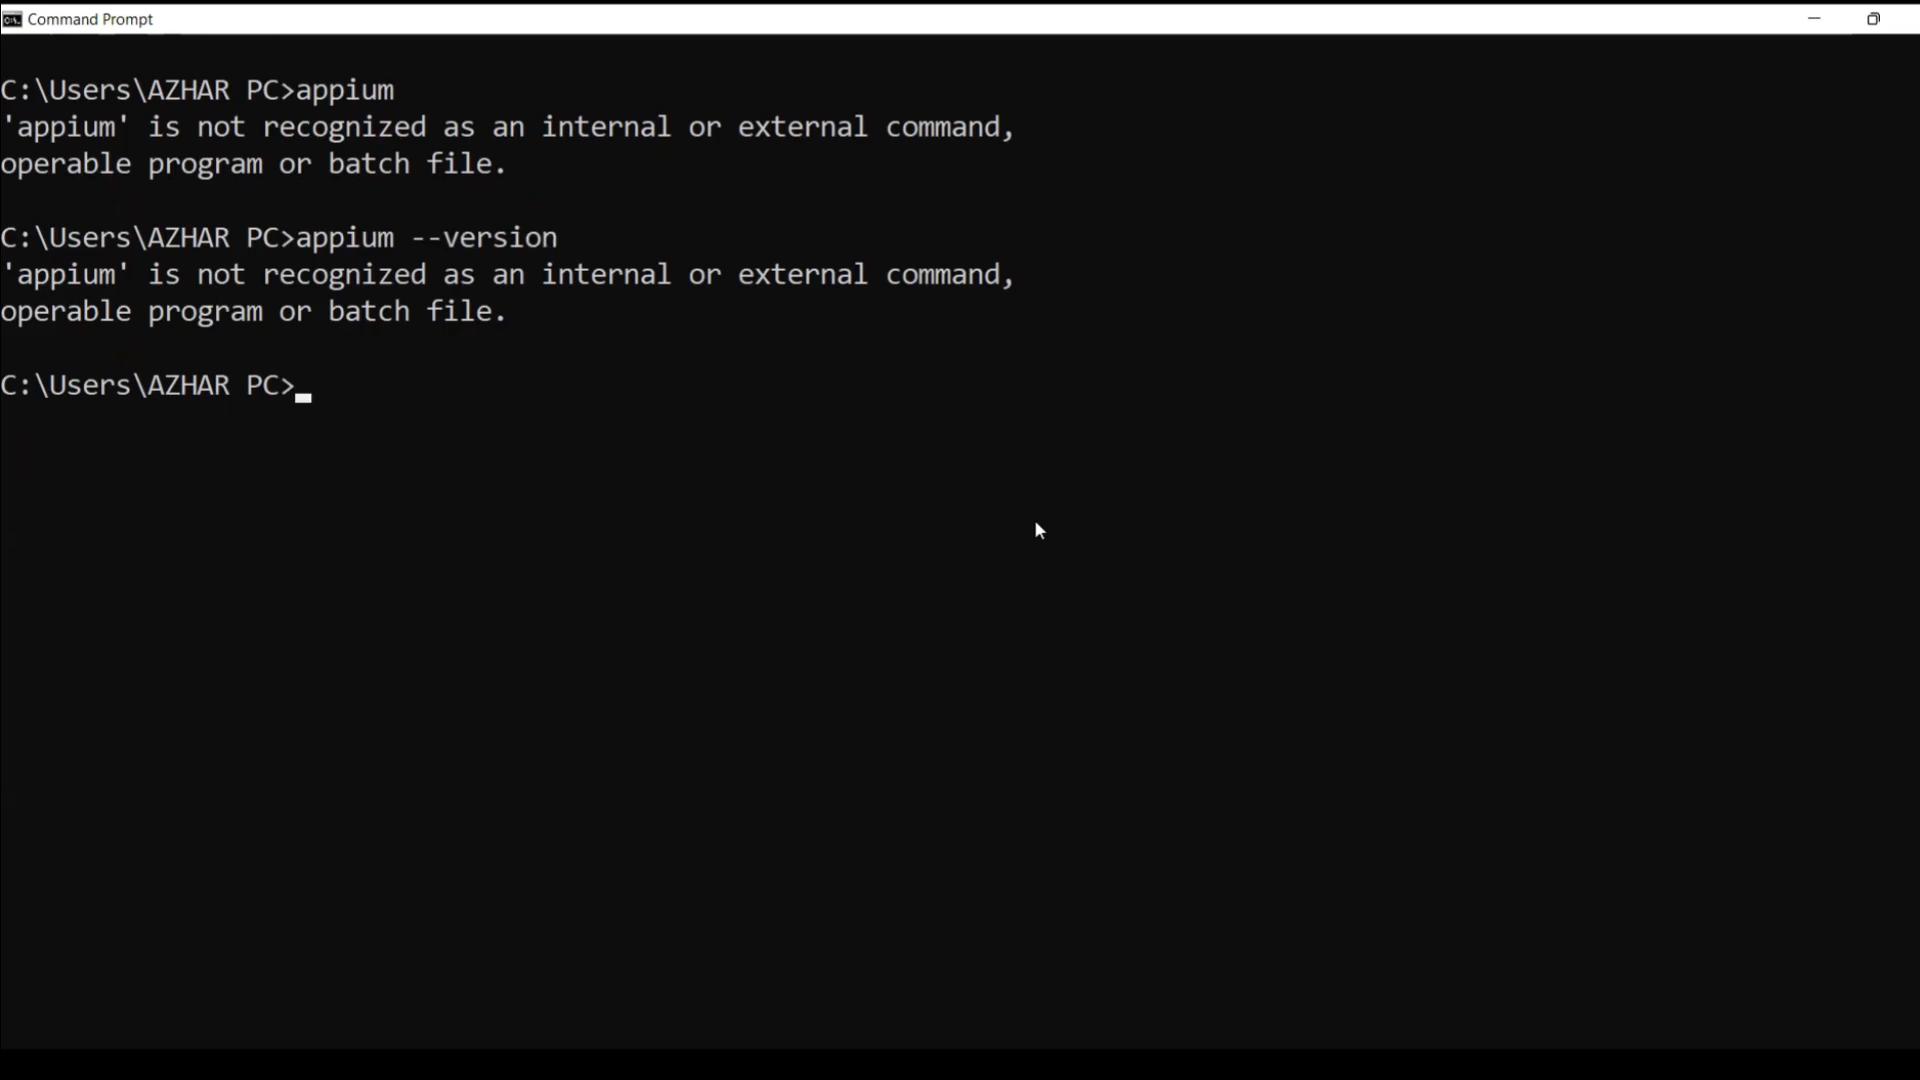 Command Prompt
C:\Users\AZHAR PC>appium
'appium' is not recognized as an internal or external command,
operable program or batch file.
C:\Users\AZHAR PC>appium --version
'appium' is not recognized as an internal or external command,
operable program or batch file.
C:\Users\AZHAR PC>